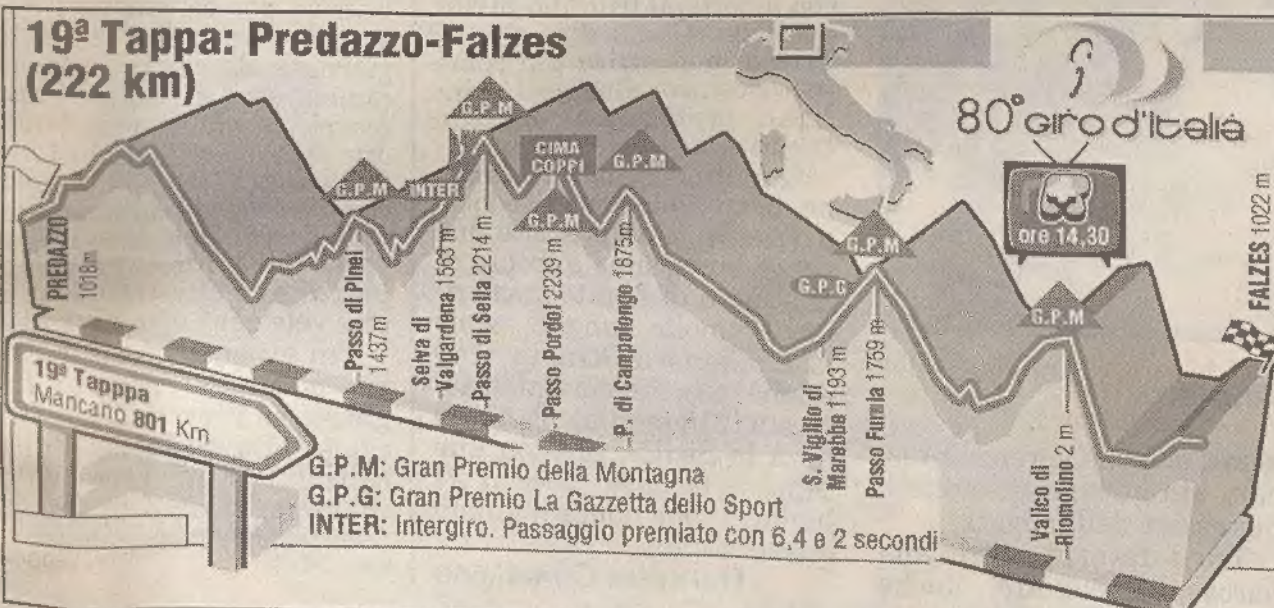 19ª Tappa: Predazzo-Falzes
(222 km)
80° Giro d'Italia
ore 14,30
PREDAZZO
1018m
G.P.M
Passo di Pinei
1437m
INTER
Selva di
Valgardena 1563 m
G.P.M
Passo di Sella 2214 m
CIMA
COPPI
G.P.M
Passo Pordoi 2239 m
G.P.M
P. di Campolongo 1875m
G.P.G
S. Vigilio di
Marebbe 1193 m
G.P.M
Passo Furnia 1759 m
G.P.M
Valico di
Riomolino 2 m
FALZES 1022 m
19ª Tapppa
Mancano 801 Km
G.P.M: Gran Premio della Montagna
G.P.G: Gran Premio La Gazzetta dello Sport
INTER: Intergiro. Passaggio premiato con 6,4 e 2 secondi